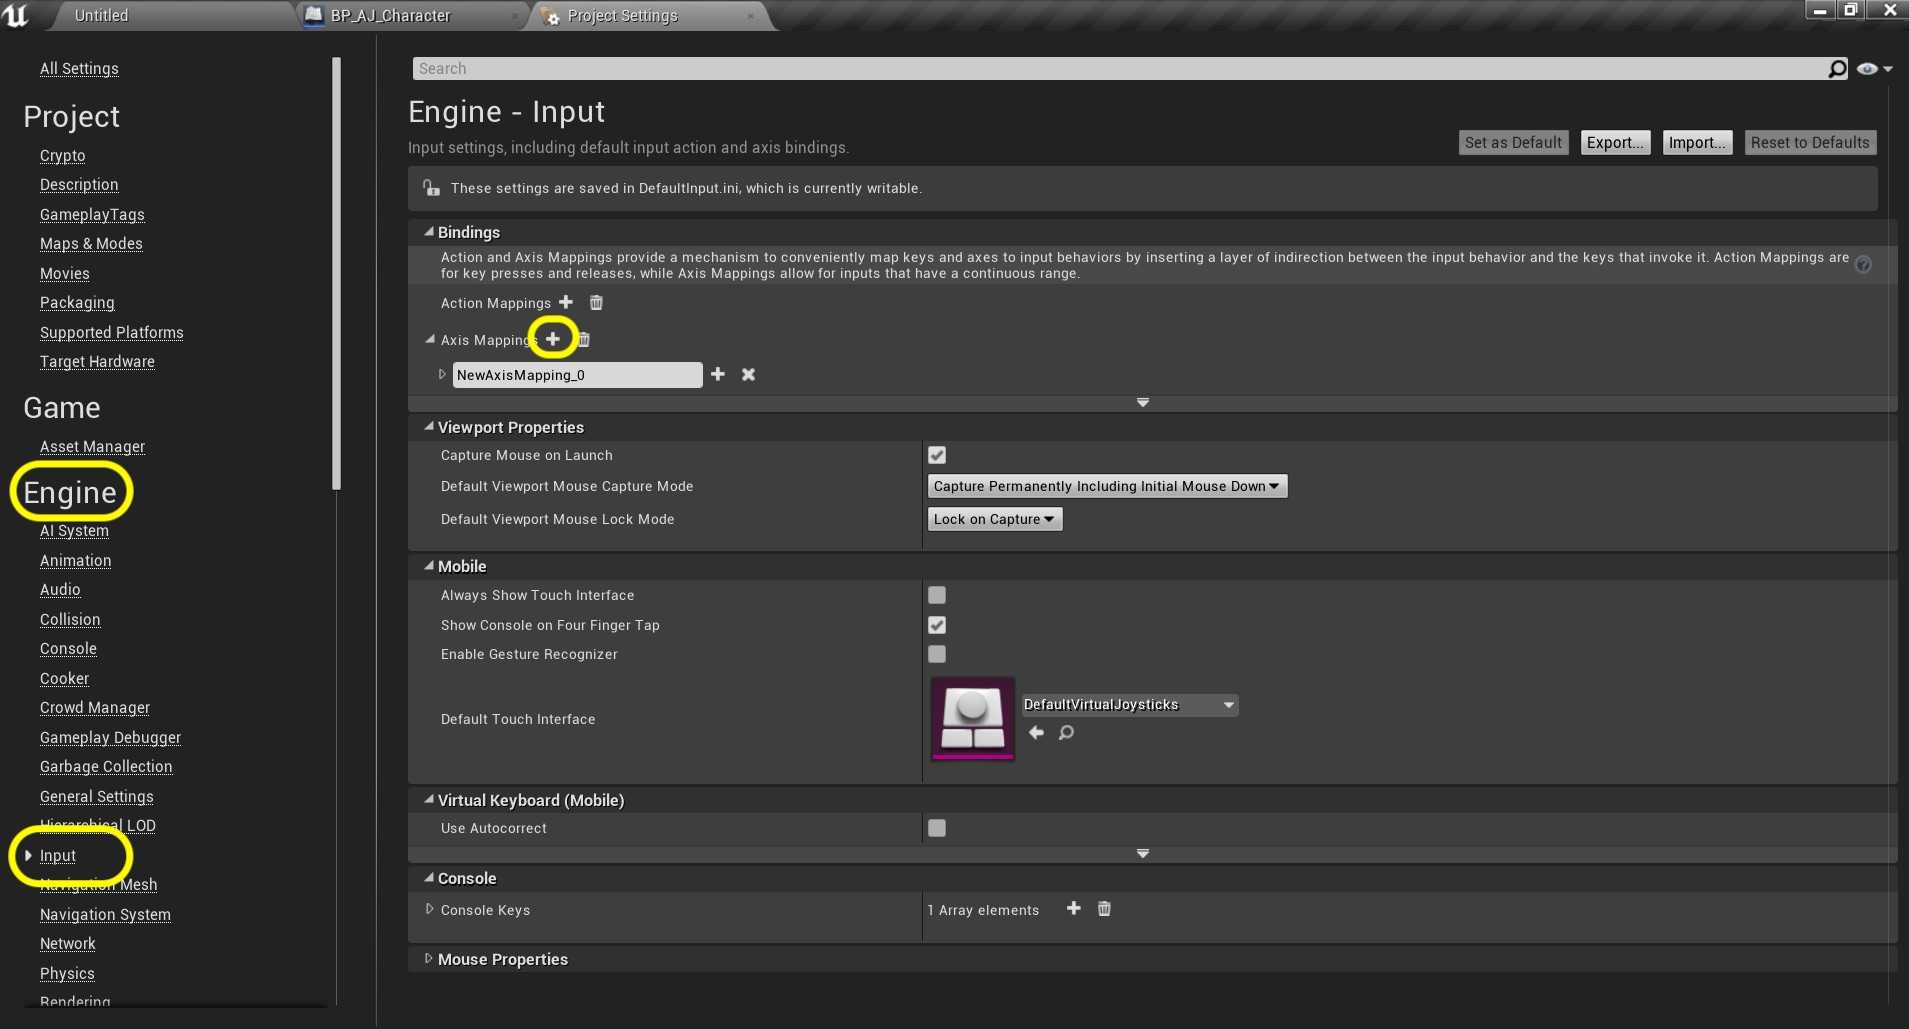 Untitled
BP_AJ_Character
Project Settings
All Settings
Project
Crypto
Description
GameplayTags
Maps & Modes
Movies
Packaging
Supported Platforms
Target Hardware
Game
Asset Manager
Engine
AI System
Animation
Audio
Collision
Console
Cooker
Crowd Manager
Gameplay Debugger
Garbage Collection
General Settings
Hierarchical LOD
Input
Navigation Mesh
Navigation System
Network
Physics
Rendering
Search
Engine - Input
Input settings, including default input action and axis bindings.
Set as Default
Export...
Import...
Reset to Defaults
These settings are saved in DefaultInput.ini, which is currently writable.
Bindings
Action and Axis Mappings provide a mechanism to conveniently map keys and axes to input behaviors by inserting a layer of indirection between the input behavior and the keys that invoke it. Action Mappings are
for key presses and releases, while Axis Mappings allow for inputs that have a continuous range.
Action Mappings
Axis Mappings
NewAxisMapping_0
Viewport Properties
Capture Mouse on Launch
Default Viewport Mouse Capture Mode
Capture Permanently Including Initial Mouse Down
Default Viewport Mouse Lock Mode
Lock on Capture
Mobile
Always Show Touch Interface
Show Console on Four Finger Tap
Enable Gesture Recognizer
Default Touch Interface
DefaultVirtualJoysticks
Virtual Keyboard (Mobile)
Use Autocorrect
Console
Console Keys
1 Array elements
Mouse Properties